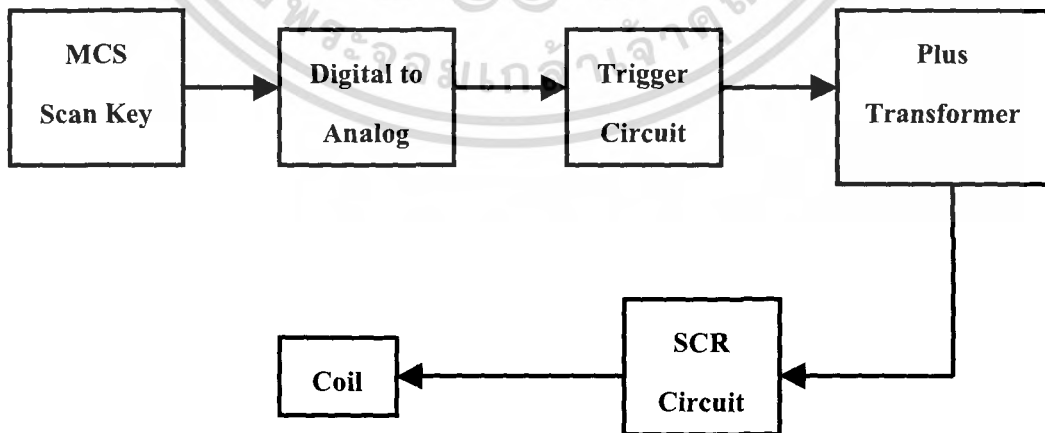 MCS
Scan Key
Digital to
Analog
Trigger
Circuit
Plus
Transformer
SCR
Circuit
Coil